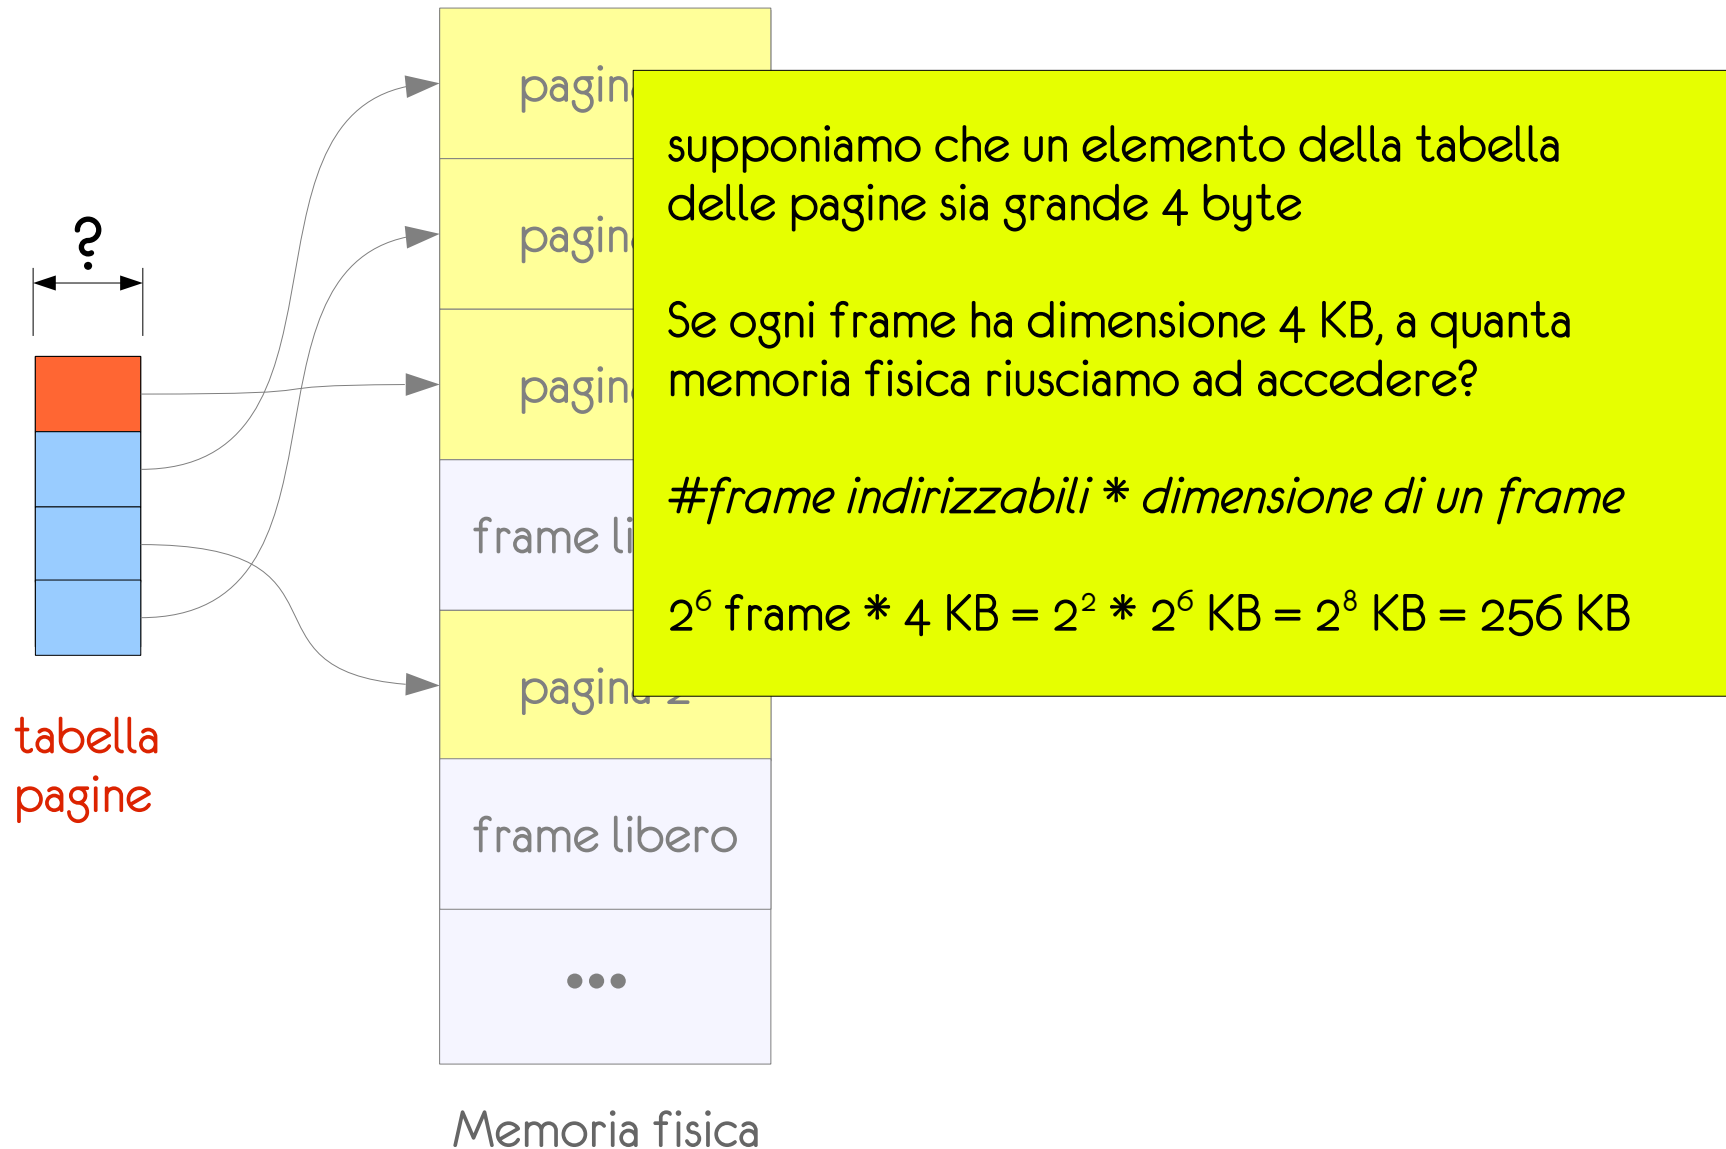 ?
tabella
pagine
frame libero
•••
Memoria fisica
supponiamo che un elemento della tabella
delle pagine sia grande 4 byte
Se ogni frame ha dimensione 4 KB, a quanta
memoria fisica riusciamo ad accedere?
#frame indirizzabili * dimensione di un frame
2⁶ frame * 4 KB = 2² * 2⁶ KB = 2⁸ KB = 256 KB